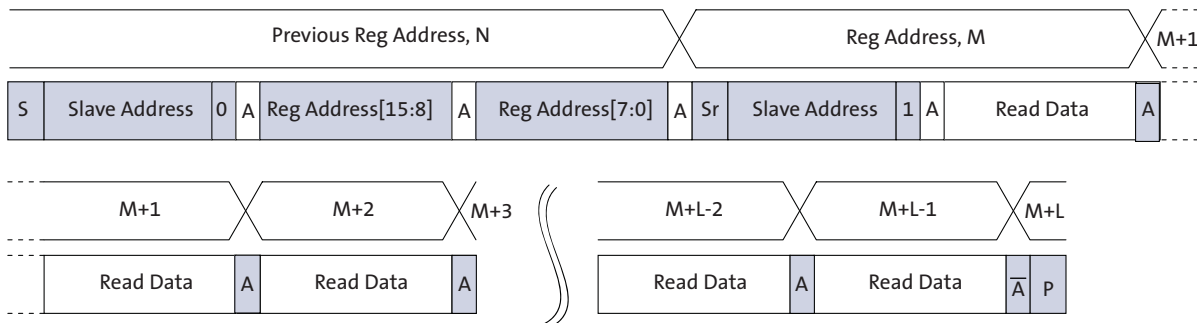 Previous Reg Address, N Reg Address, M M+1
S Slave Address 0 A Reg Address[15:8] A Reg Address[7:0] A Sr Slave Address 1 A Read Data A
M+1 M+2 M+3 M+L-2 M+L-1 M+L
Read Data A Read Data A Read Data A Read Data A̅ P